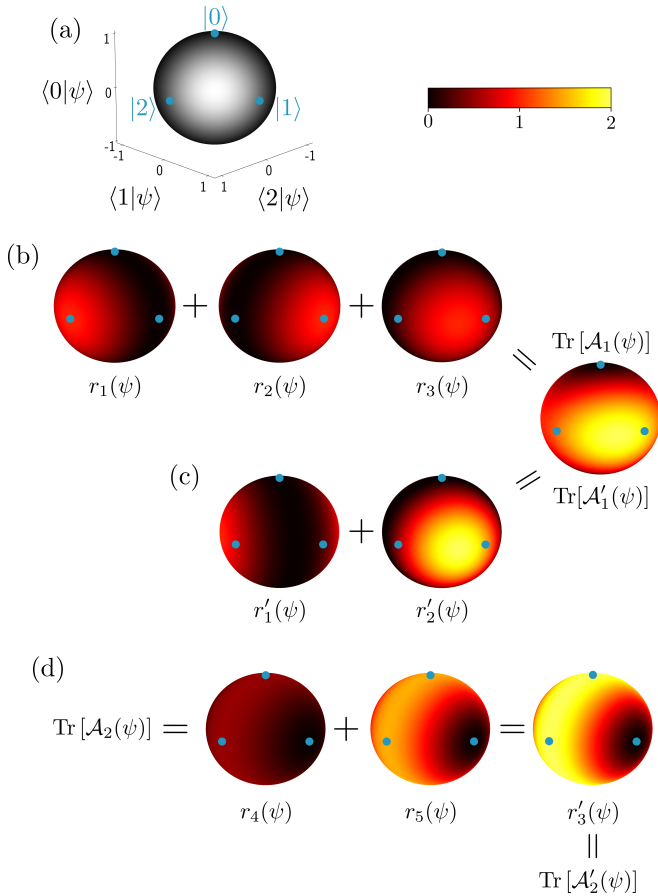 (a)
|0⟩
1
0
-1
⟨0|ψ⟩
|2⟩
|1⟩
-1
0
1
1
0
-1
⟨1|ψ⟩
⟨2|ψ⟩
0
1
2
(b)
+
+
r₁(ψ)
r₂(ψ)
r₃(ψ)
=
Tr [𝒜₁(ψ)]
(c)
+
=
Tr[𝒜′₁(ψ)]
r′₁(ψ)
r′₂(ψ)
(d)
Tr [𝒜₂(ψ)] = + =
r₄(ψ)
r₅(ψ)
r′₃(ψ)
=
Tr [𝒜′₂(ψ)]